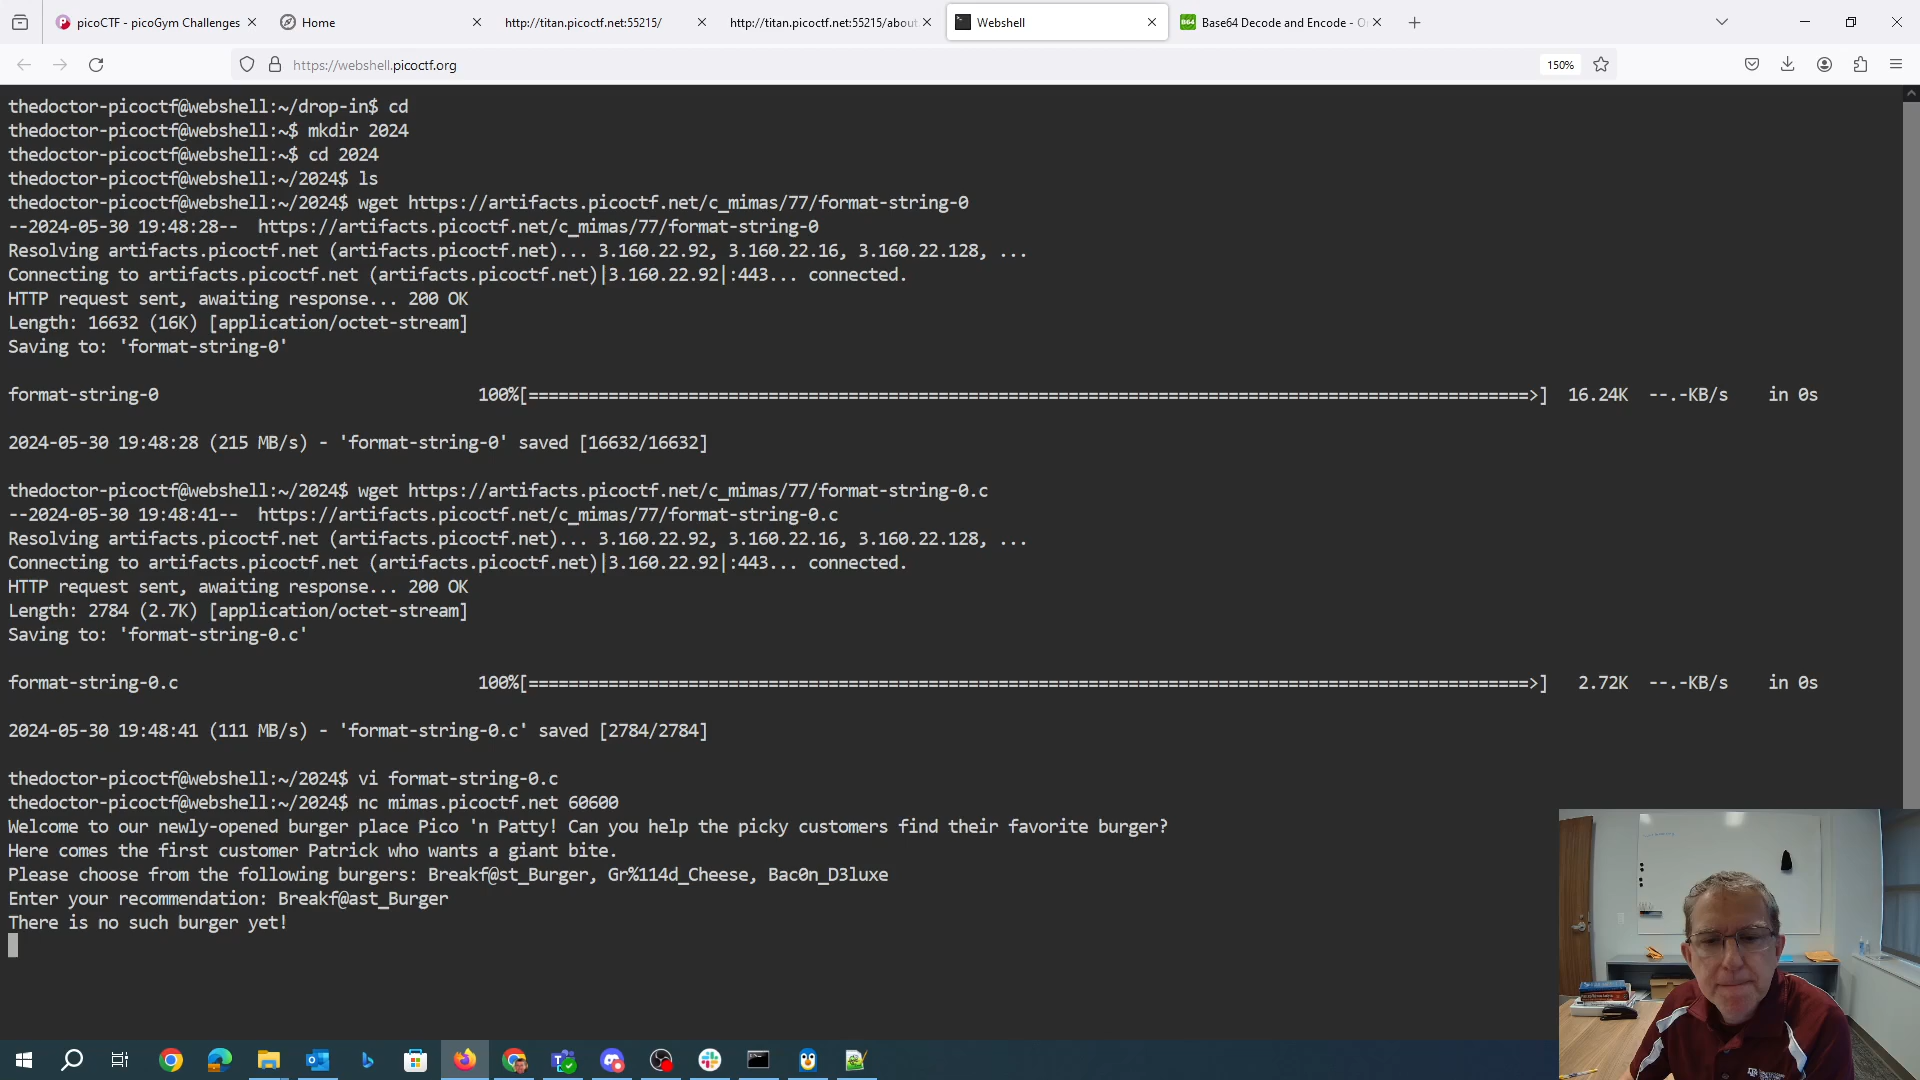 picoCTF - picoGym Challenges
Home
http://titan.picoctf.net:55215/
http://titan.picoctf.net:55215/about
Webshell
B64 Base64 Decode and Encode - O
https://webshell.picoctf.org
150%
thedoctor-picoctf@webshell:~/drop-in$ cd
thedoctor-picoctf@webshell:~$ mkdir 2024
thedoctor-picoctf@webshell:~$ cd 2024
thedoctor-picoctf@webshell:~/2024$ ls
thedoctor-picoctf@webshell:~/2024$ wget https://artifacts.picoctf.net/c_mimas/77/format-string-0
--2024-05-30 19:48:28--  https://artifacts.picoctf.net/c_mimas/77/format-string-0
Resolving artifacts.picoctf.net (artifacts.picoctf.net)... 3.160.22.92, 3.160.22.16, 3.160.22.128, ...
Connecting to artifacts.picoctf.net (artifacts.picoctf.net)|3.160.22.92|:443... connected.
HTTP request sent, awaiting response... 200 OK
Length: 16632 (16K) [application/octet-stream]
Saving to: 'format-string-0'
format-string-0 100%[====================================================================================================>] 16.24K --.-KB/s in 0s
2024-05-30 19:48:28 (215 MB/s) - 'format-string-0' saved [16632/16632]
thedoctor-picoctf@webshell:~/2024$ wget https://artifacts.picoctf.net/c_mimas/77/format-string-0.c
--2024-05-30 19:48:41--  https://artifacts.picoctf.net/c_mimas/77/format-string-0.c
Resolving artifacts.picoctf.net (artifacts.picoctf.net)... 3.160.22.92, 3.160.22.16, 3.160.22.128, ...
Connecting to artifacts.picoctf.net (artifacts.picoctf.net)|3.160.22.92|:443... connected.
HTTP request sent, awaiting response... 200 OK
Length: 2784 (2.7K) [application/octet-stream]
Saving to: 'format-string-0.c'
format-string-0.c 100%[====================================================================================================>] 2.72K --.-KB/s in 0s
2024-05-30 19:48:41 (111 MB/s) - 'format-string-0.c' saved [2784/2784]
thedoctor-picoctf@webshell:~/2024$ vi format-string-0.c
thedoctor-picoctf@webshell:~/2024$ nc mimas.picoctf.net 60600
Welcome to our newly-opened burger place Pico 'n Patty! Can you help the picky customers find their favorite burger?
Here comes the first customer Patrick who wants a giant bite.
Please choose from the following burgers: Breakf@st_Burger, Gr%114d_Cheese, Bac0n_D3luxe
Enter your recommendation: Breakf@ast_Burger
There is no such burger yet!